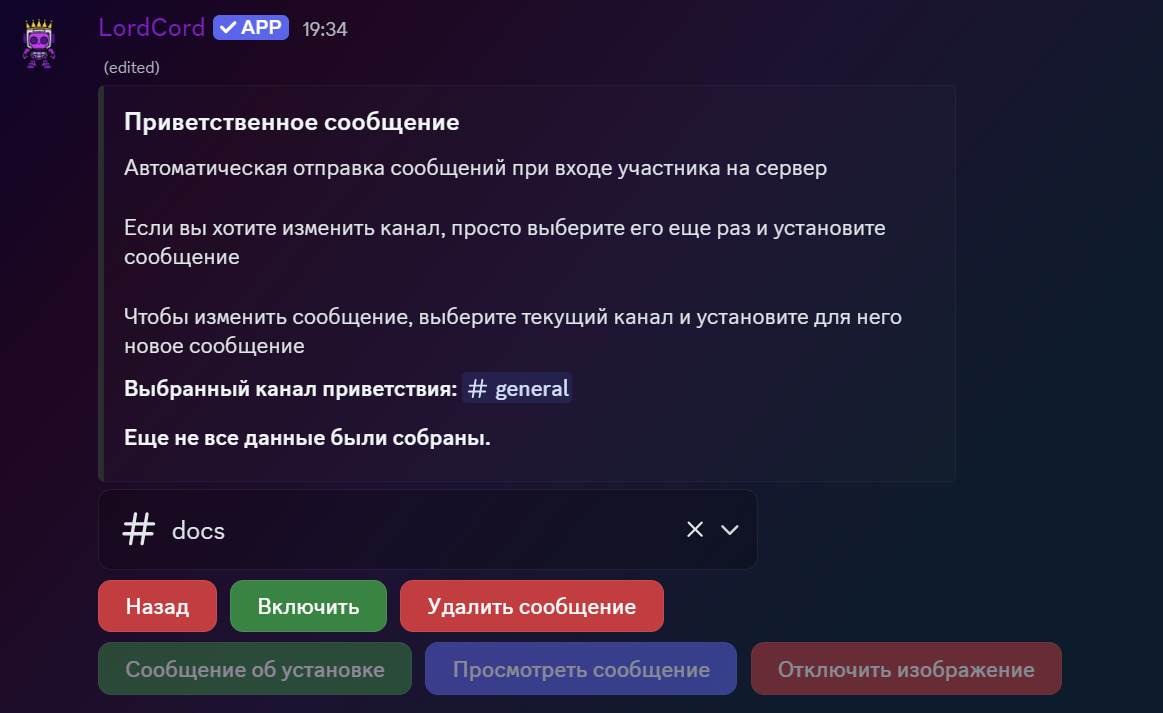 LordCord APP 19:34
(edited)
Приветственное сообщение
Автоматическая отправка сообщений при входе участника на сервер
Если вы хотите изменить канал, просто выберите его еще раз и установите
сообщение
Чтобы изменить сообщение, выберите текущий канал и установите для него
новое сообщение
Выбранный канал приветствия: # general
Еще не все данные были собраны.
# docs
Назад Включить Удалить сообщение
Сообщение об установке Просмотреть сообщение Отключить изображение